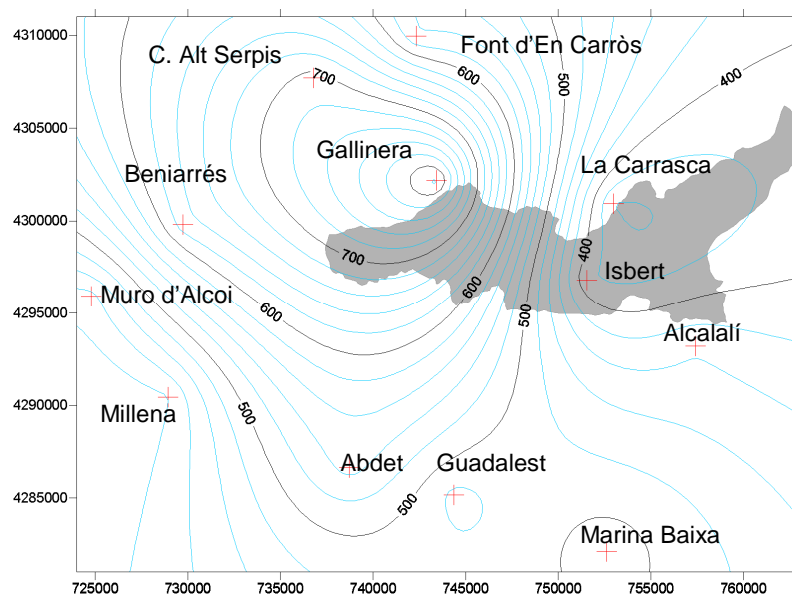 4310000
Font d'En Carròs
C. Alt Serpis
700
600
500
400
4305000
Gallinera
La Carrasca
Beniarrés
4300000
700
400
Isbert
4295000
Muro d'Alcoi
600
600
500
Alcalalí
4290000
Millena
500
Abdet
Guadalest
4285000
500
Marina Baixa
725000 730000 735000 740000 745000 750000 755000 760000